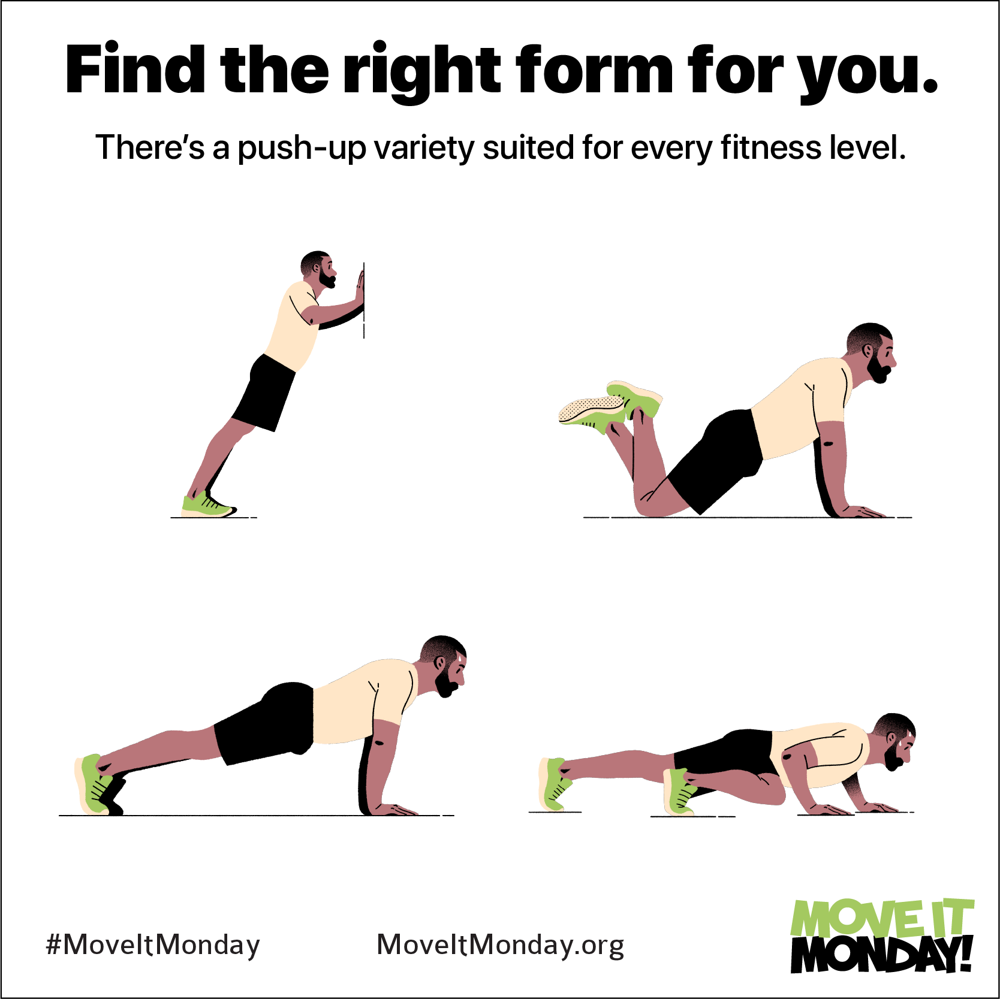 Find the right form for you.
There’s a push-up variety suited for every fitness level.
#MoveItMonday
MoveItMonday.org
MOVE IT
MONDAY!